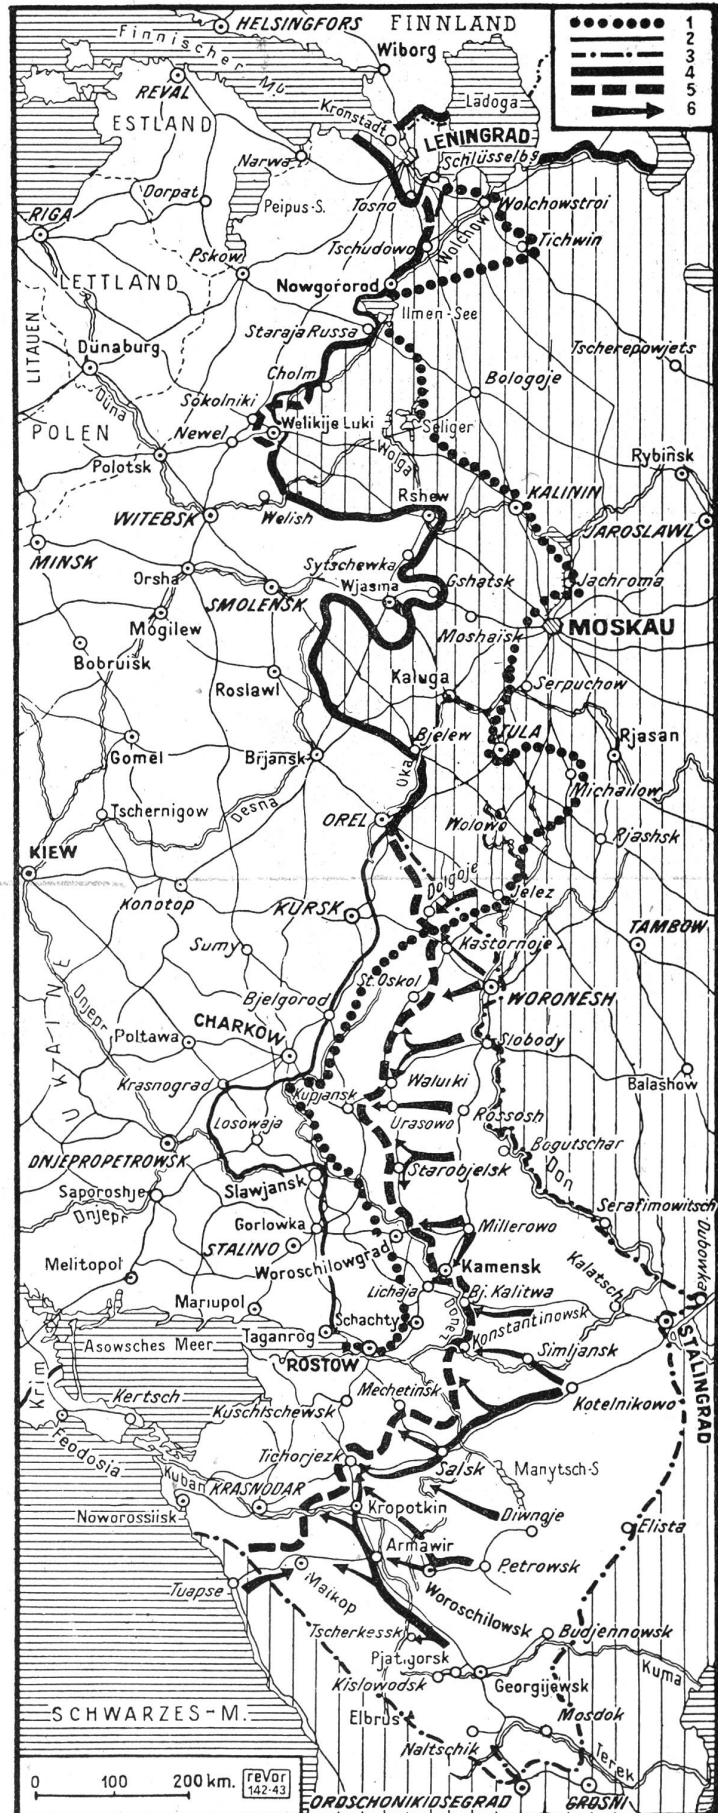 HELSINGFORS
FINNLAND
1
2
3
4
5
6
Finnischer M.b.
Wiborg
REVAL
Ladoga
ESTLAND
Kronstadt
LENINGRAD
Narwa
Schlüsselbg
Dorpat
Peipus-S.
Tosno
Wolchowstroi
RIGA
Tschudowo
Wolchow
Tichwin
Pskow
LETTLAND
Nowgororod
Ilmen-See
Staraja Russa
LITAUEN
Dünaburg
Tscherepowjets
Cholm
Bologoje
Düna
Sokolniki
Welikije Luki
Seliger
POLEN
Newel
Wolga
Polotsk
Rybinsk
Rshew
KALININ
WITEBSK
Welish
JAROSLAWL
MINSK
Sytschewka
Orsha
Gshatsk
Jachroma
SMOLENSK
Wjasma
Mogilew
Moshaisk
MOSKAU
Bobruisk
Roslawl
Kaluga
Serpuchow
TULA
Rjasan
Gomel
Brjansk
Bjelew
Oka
Michailow
Tschernigow
Desna
OREL
Wolowo
Rjashsk
KIEW
Dolgoje
Jelez
Konotop
KURSK
TAMBOW
Sumy
Kastornoje
UKRAINE
St. Oskol
WORONESH
Dnjepr
Bjelgorod
Poltawa
CHARKOW
Slobody
Krasnograd
Waluiki
Balashow
Kupjansk
Urasowo
Rossosh
Losowaja
Bogutschar
DNJEPROPETROWSK
Starobjelsk
Don
Slawjansk
Saporoshje
Serafimowitsch
Dnjepr
Gorlowka
Millerowo
Dubowka
STALINO
Woroschilowgrad
Melitopol
Kamensk
Kalatsch
Lichaja
Bj. Kalitwa
Mariupol
Schachty
Donez
Konstantinowsk
Taganrog
STALINGRAD
Asowsches Meer
ROSTOW
Simljansk
Krim
Mechetinsk
Kertsch
Kuschtschewsk
Kotelnikowo
Feodosia
Tichorjezk
Salsk
Manytsch-S
Kuban
KRASNODAR
Noworossiisk
Kropotkin
Diwnoje
Elista
Armawir
Petrowsk
Tuapse
Maikop
Woroschilowsk
Tscherkessk
Budjennowsk
Pjatigorsk
Kuma
Kislowodsk
Georgijewsk
SCHWARZES-M.
Elbrus
Mosdok
Naltschik
Terek
0 100 200 km.
revor
142-43
ORDSCHONIKIDSEGRAD
GROSNI